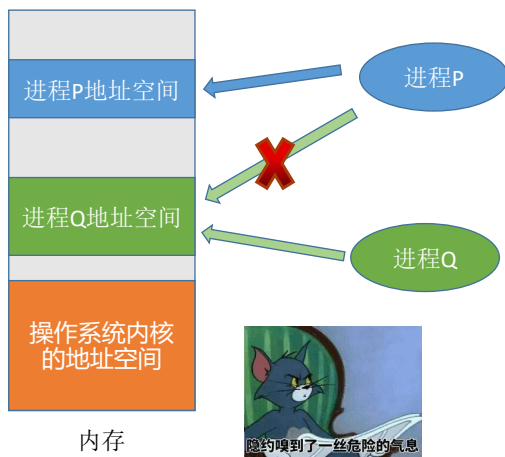 进程P地址空间
进程P
进程Q地址空间
进程Q
操作系统内核
的地址空间
内存
隐约嗅到了一丝危险的气息